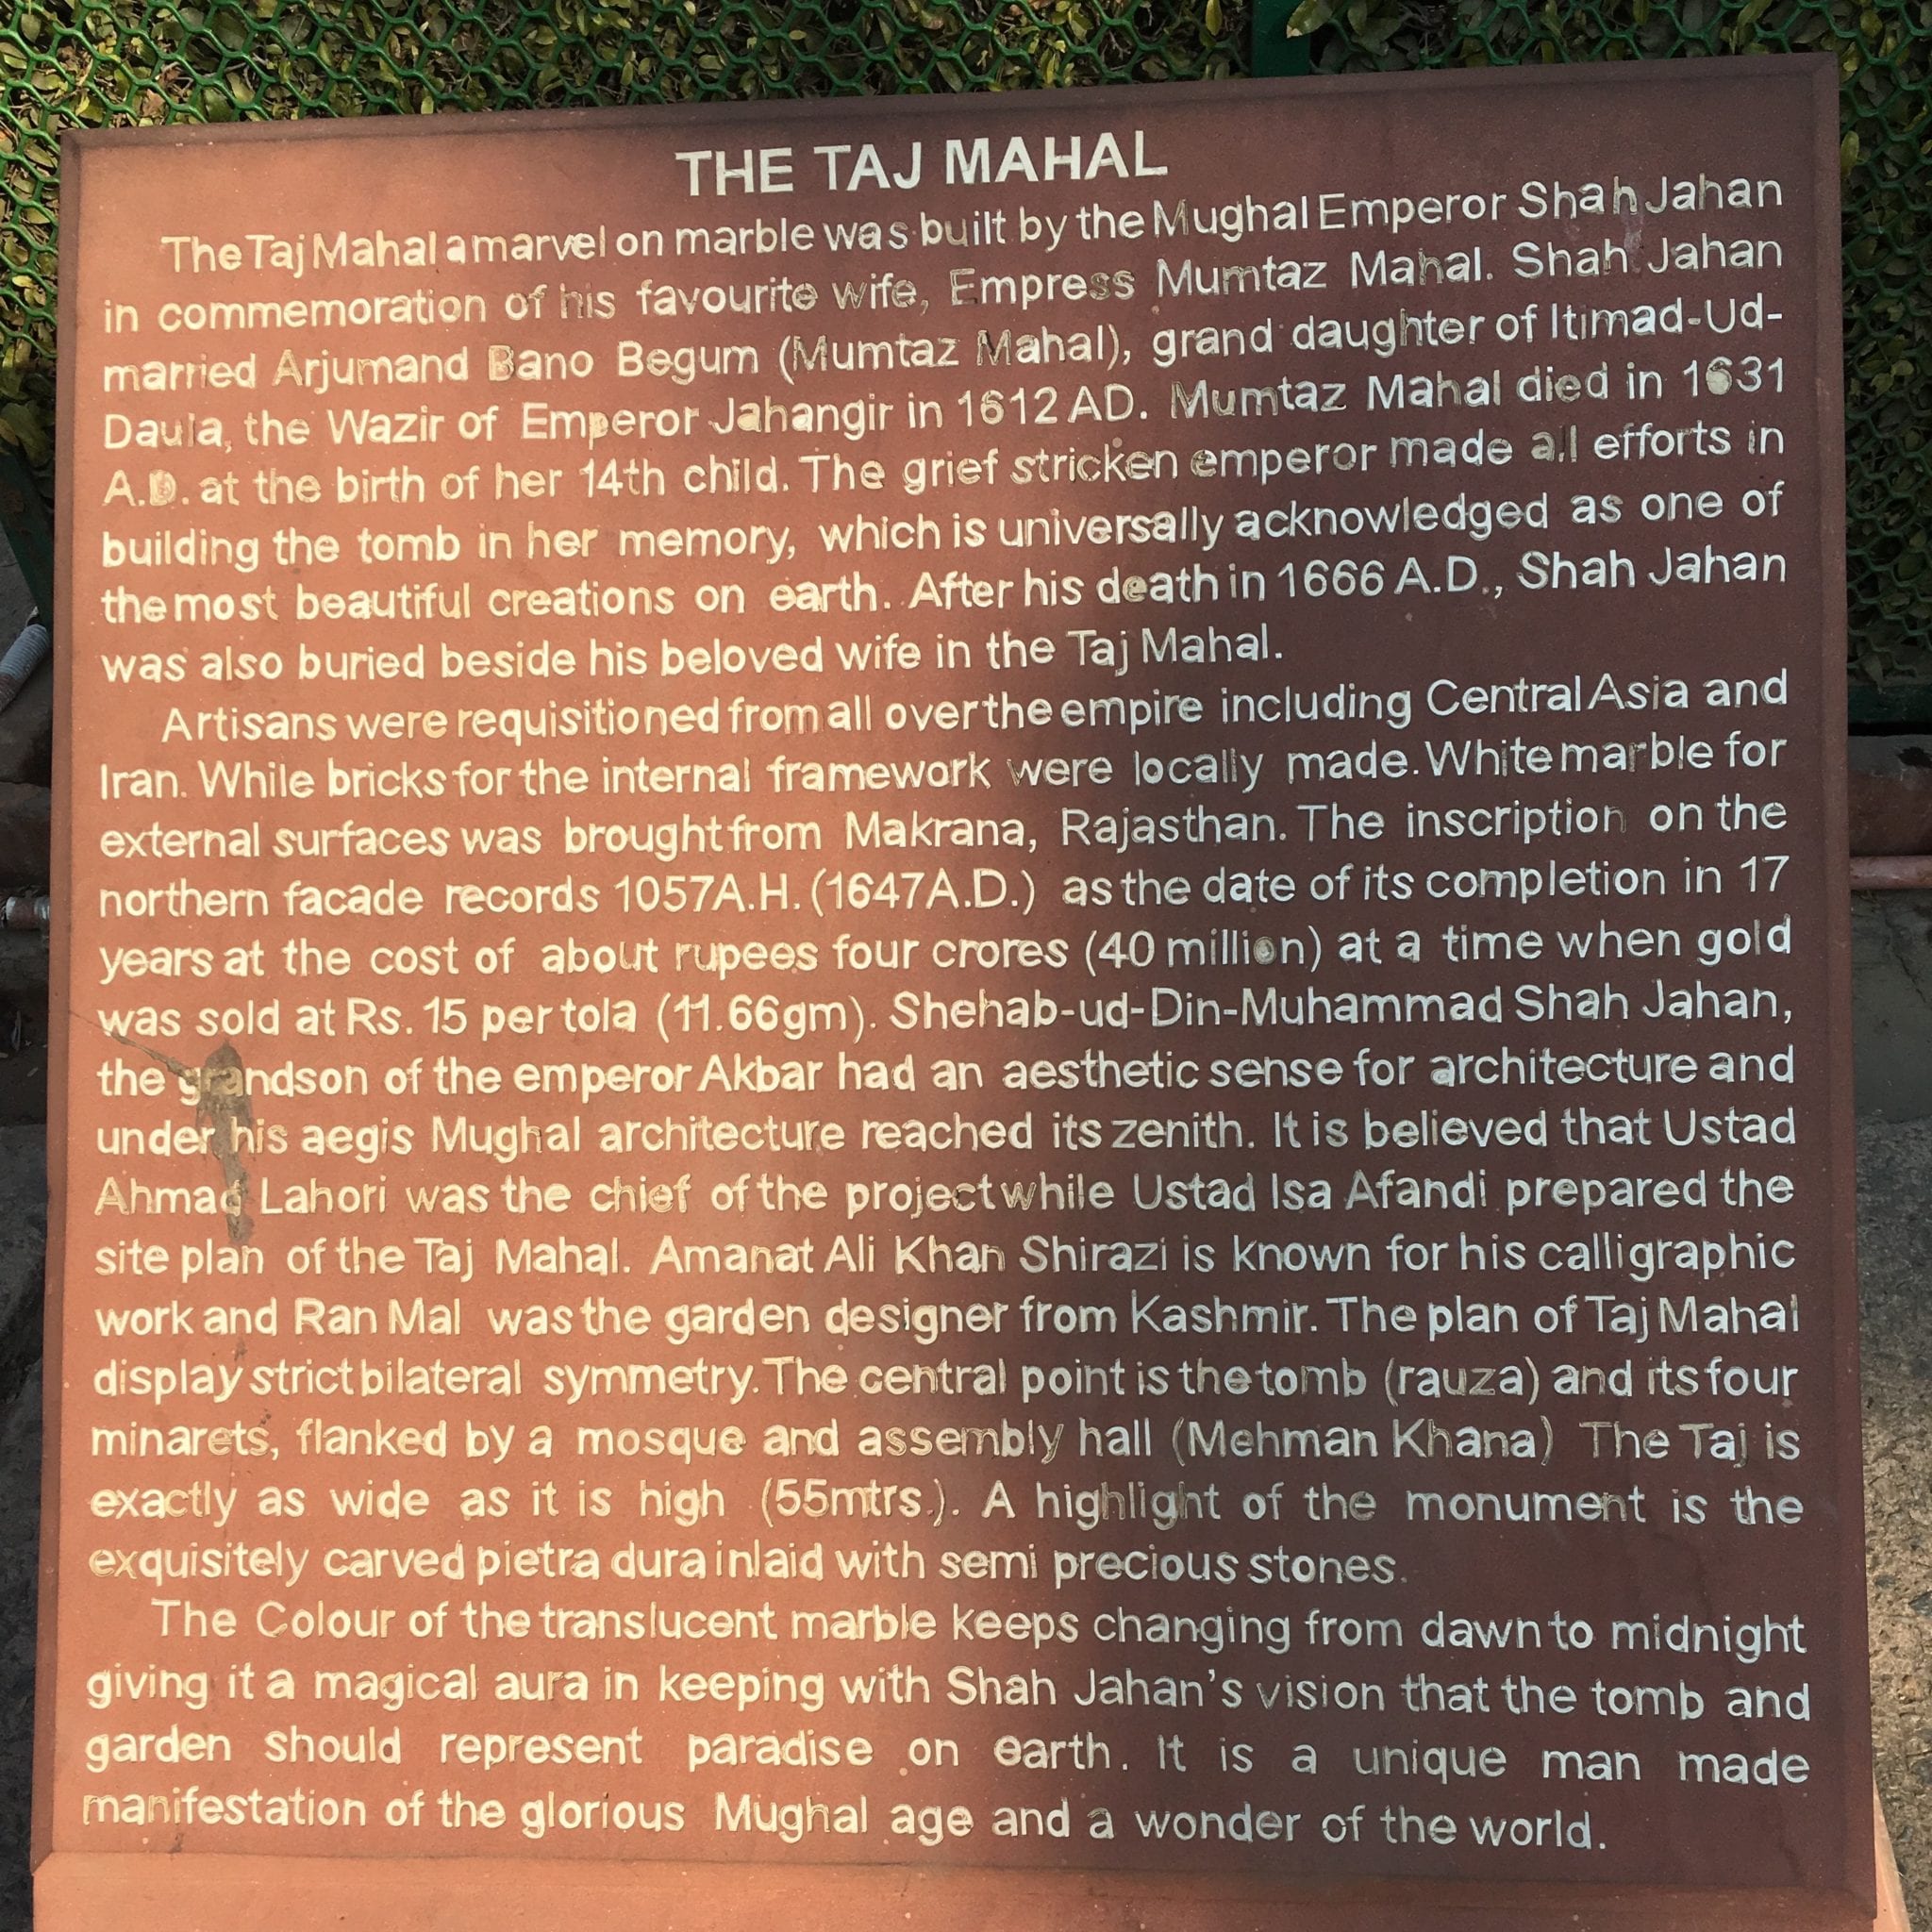 THE TAJ MAHAL
The Taj Mahal a marvel on marble was built by the Mughal Emperor Shah Jahan
in commemoration of his favourite wife, Empress Mumtaz Mahal. Shah Jahan
married Arjumand Bano Begum (Mumtaz Mahal), grand daughter of Itimad-Ud-
Daula, the Wazir of Emperor Jahangir in 1612 AD. Mumtaz Mahal died in 1631
A.D. at the birth of her 14th child. The grief stricken emperor made all efforts in
building the tomb in her memory, which is universally acknowledged as one of
the most beautiful creations on earth. After his death in 1666 A.D., Shah Jahan
was also buried beside his beloved wife in the Taj Mahal.
Artisans were requisitioned from all over the empire including Central Asia and
Iran. While bricks for the internal framework were locally made. White marble for
external surfaces was brought from Makrana, Rajasthan. The inscription on the
northern facade records 1057A.H. (1647A.D.) as the date of its completion in 17
years at the cost of about rupees four crores (40 million) at a time when gold
was sold at Rs. 15 per tola (11.66gm). Shehab-ud-Din-Muhammad Shah Jahan,
the grandson of the emperor Akbar had an aesthetic sense for architecture and
under his aegis Mughal architecture reached its zenith. It is believed that Ustad
Ahmad Lahori was the chief of the project while Ustad Isa Afandi prepared the
site plan of the Taj Mahal. Amanat Ali Khan Shirazi is known for his calligraphic
work and Ran Mal was the garden designer from Kashmir. The plan of Taj Mahal
display strict bilateral symmetry. The central point is the tomb (rauza) and its four
minarets, flanked by a mosque and assembly hall (Mehman Khana) The Taj is
exactly as wide as it is high (55mtrs.). A highlight of the monument is the
exquisitely carved pietra dura inlaid with semi precious stones.
The Colour of the translucent marble keeps changing from dawn to midnight
giving it a magical aura in keeping with Shah Jahan's vision that the tomb and
garden should represent paradise on earth. It is a unique man made
manifestation of the glorious Mughal age and a wonder of the world.